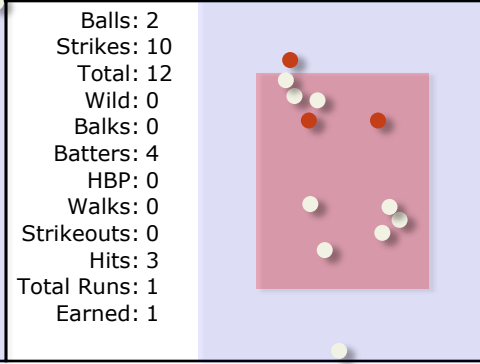 Balls: 2
Strikes: 10
Total: 12
Wild: 0
Balks: 0
Batters: 4
HBP: 0
Walks: 0
Strikeouts: 0
Hits: 3
Total Runs: 1
Earned: 1